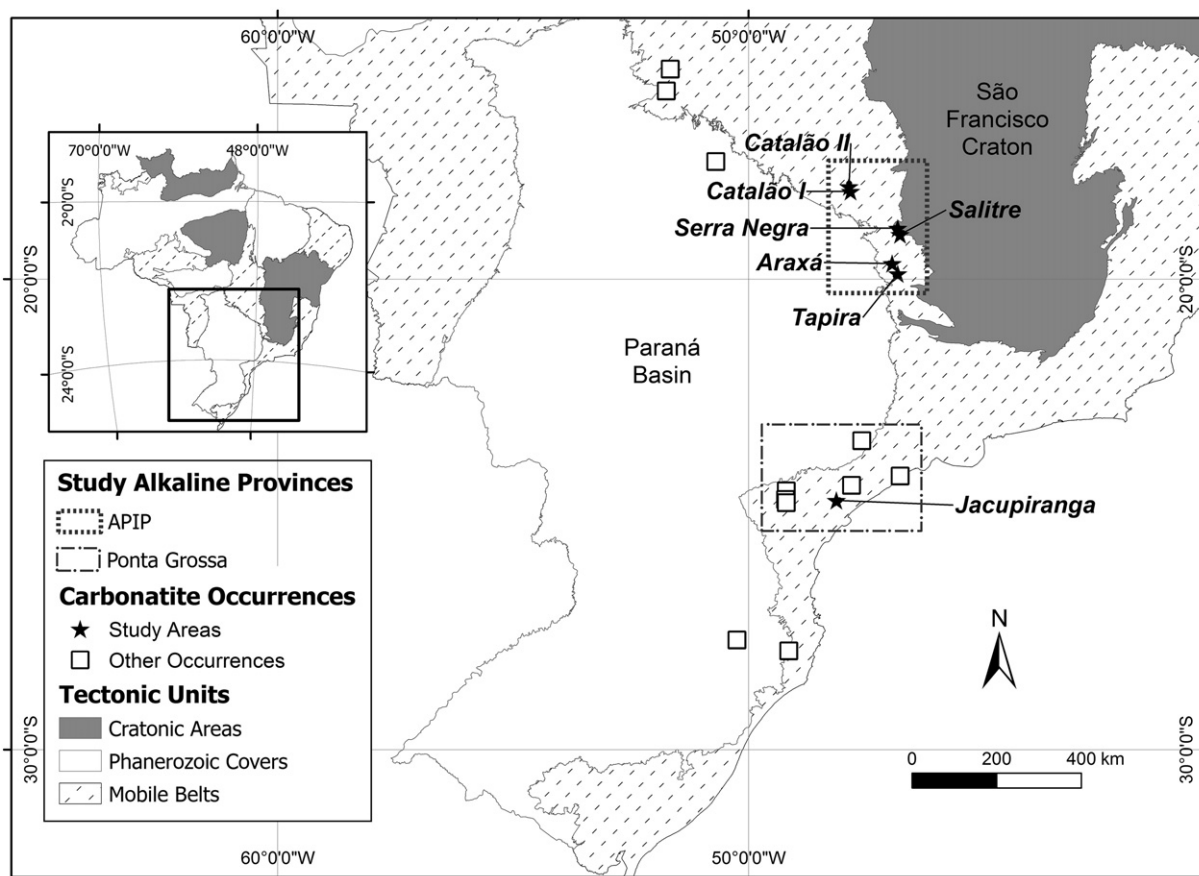 60°0'0"W
50°0'0"W
São
Francisco
Craton
70°0'0"W
48°0'0"W
2°0'0"S
24°0'0"S
Catalão II
Catalão I
Serra Negra
Salitre
Araxá
Tapira
20°0'0"S
20°0'0"S
Paraná
Basin
Jacupiranga
Study Alkaline Provinces
APIP
Ponta Grossa
Carbonatite Occurrences
Study Areas
Other Occurrences
Tectonic Units
Cratonic Areas
Phanerozoic Covers
Mobile Belts
N
0 200 400 km
30°0'0"S
30°0'0"S
60°0'0"W
50°0'0"W